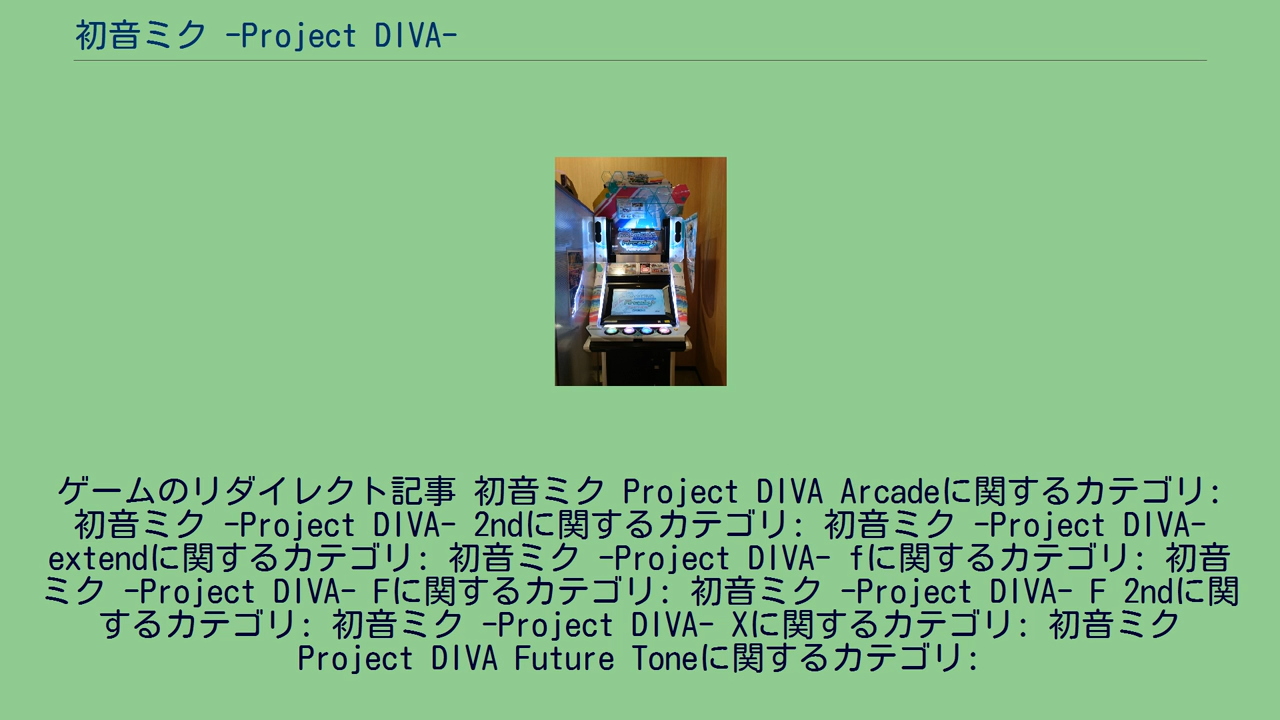 初音ミク -Project DIVA-
ゲームのリダイレクト記事 初音ミク Project DIVA Arcadeに関するカテゴリ:
初音ミク -Project DIVA- 2ndに関するカテゴリ: 初音ミク -Project DIVA-
extendに関するカテゴリ: 初音ミク -Project DIVA- fに関するカテゴリ: 初音
ミク -Project DIVA- Fに関するカテゴリ: 初音ミク -Project DIVA- F 2ndに関
するカテゴリ: 初音ミク -Project DIVA- Xに関するカテゴリ: 初音ミク
Project DIVA Future Toneに関するカテゴリ: